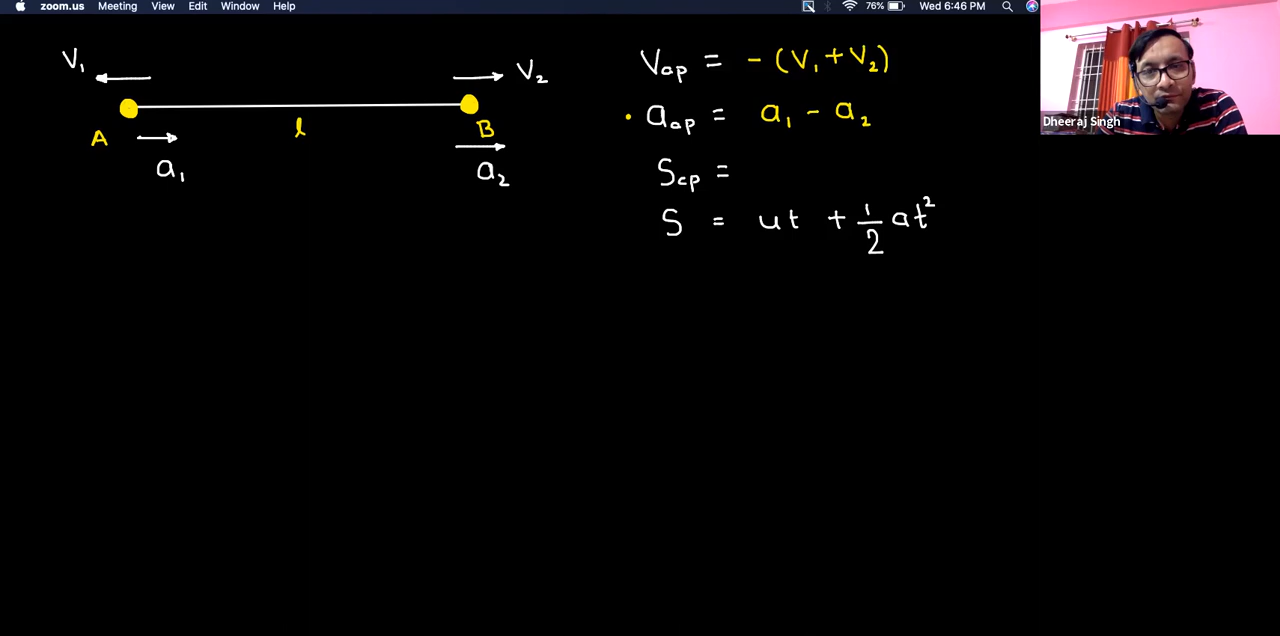 zoom.us Meeting View Edit Window Help 76% Wed 6:46 PM
V₁
V₂
A
l
B
a₁
a₂
Vap = - (V₁ + V₂)
aap = a₁ - a₂
Scp =
S = ut + 1/2 at²
Dheeraj Singh